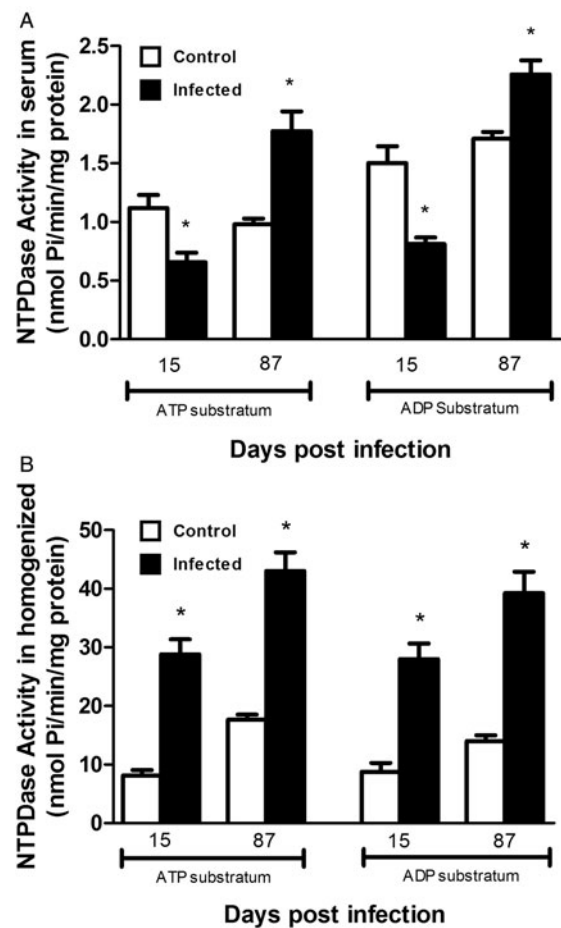 A
NTPDase Activity in serum
(nmol Pi/min/mg protein)
2.5
2.0
1.5
1.0
0.5
0.0
Control
Infected
*
*
*
*
15
87
15
87
ATP substratum
ADP Substratum
Days post infection
B
NTPDase Activity in homogenized
(nmol Pi/min/mg protein)
50
40
30
20
10
0
Control
Infected
*
*
*
*
15
87
15
87
ATP substratum
ADP substratum
Days post infection